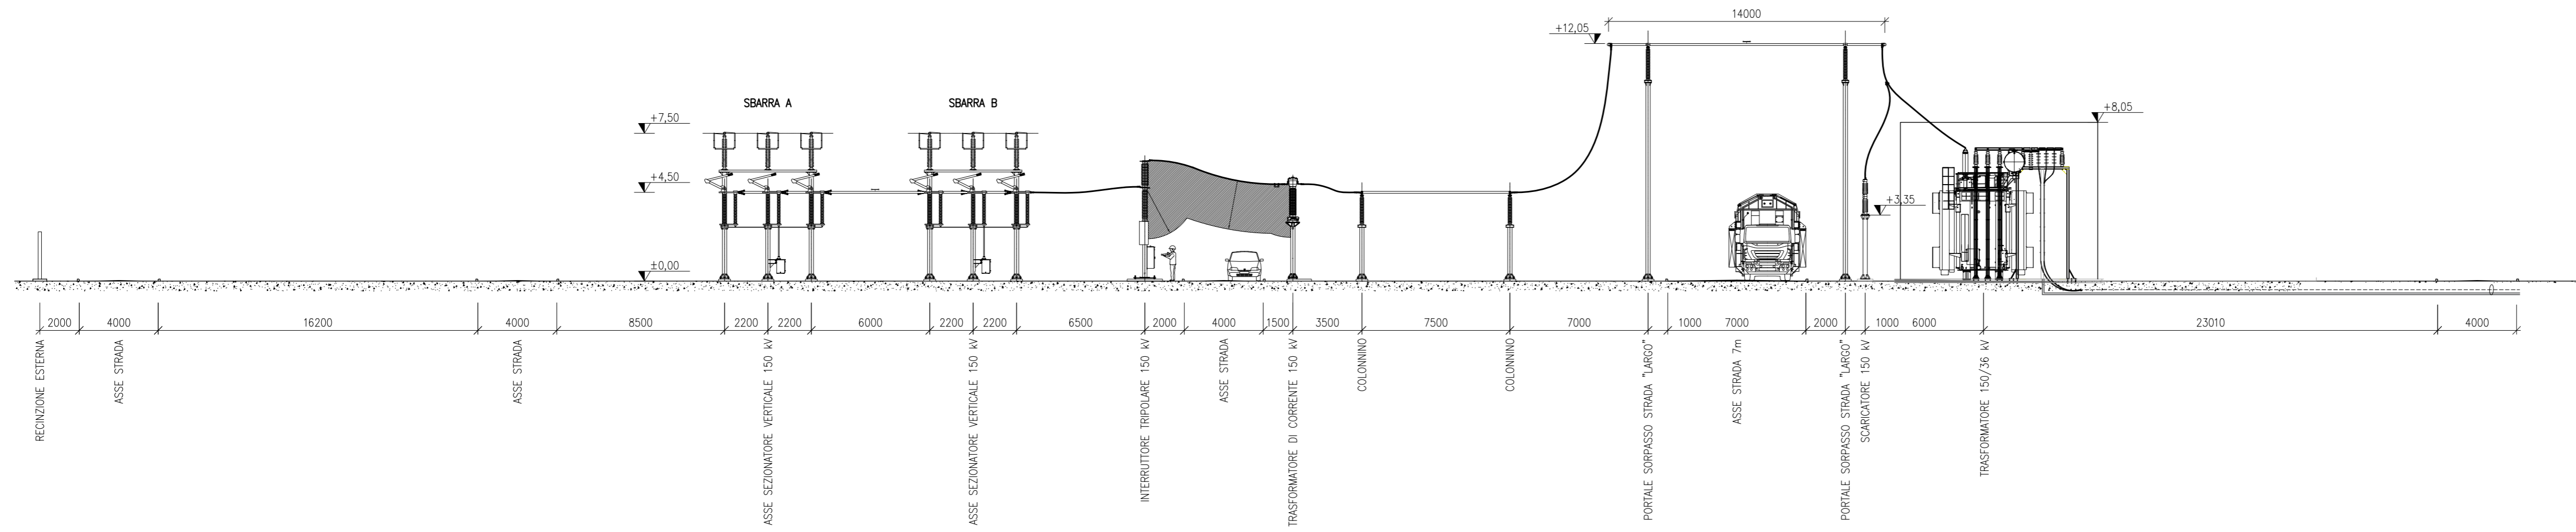 14000
+12,05
SBARRA A
SBARRA B
+8,05
+7,50
+4,50
+3,35
±0,00
2000
4000
16200
4000
8500
2200
2200
6000
2200
2200
6500
2000
4000
1500
3500
7500
7000
1000
7000
2000
1000
6000
23010
4000
RECINZIONE ESTERNA
ASSE STRADA
ASSE STRADA
ASSE SEZIONATORE VERTICALE 150 kV
ASSE SEZIONATORE VERTICALE 150 kV
INTERRUTTORE TRIPOLARE 150 kV
ASSE STRADA
TRASFORMATORE DI CORRENTE 150 kV
COLONNINO
COLONNINO
PORTALE SORPASSO STRADA "LARGO"
ASSE STRADA 7m
PORTALE SORPASSO STRADA "LARGO"
SCARICATORE 150 kV
TRASFORMATORE 150/36 kV